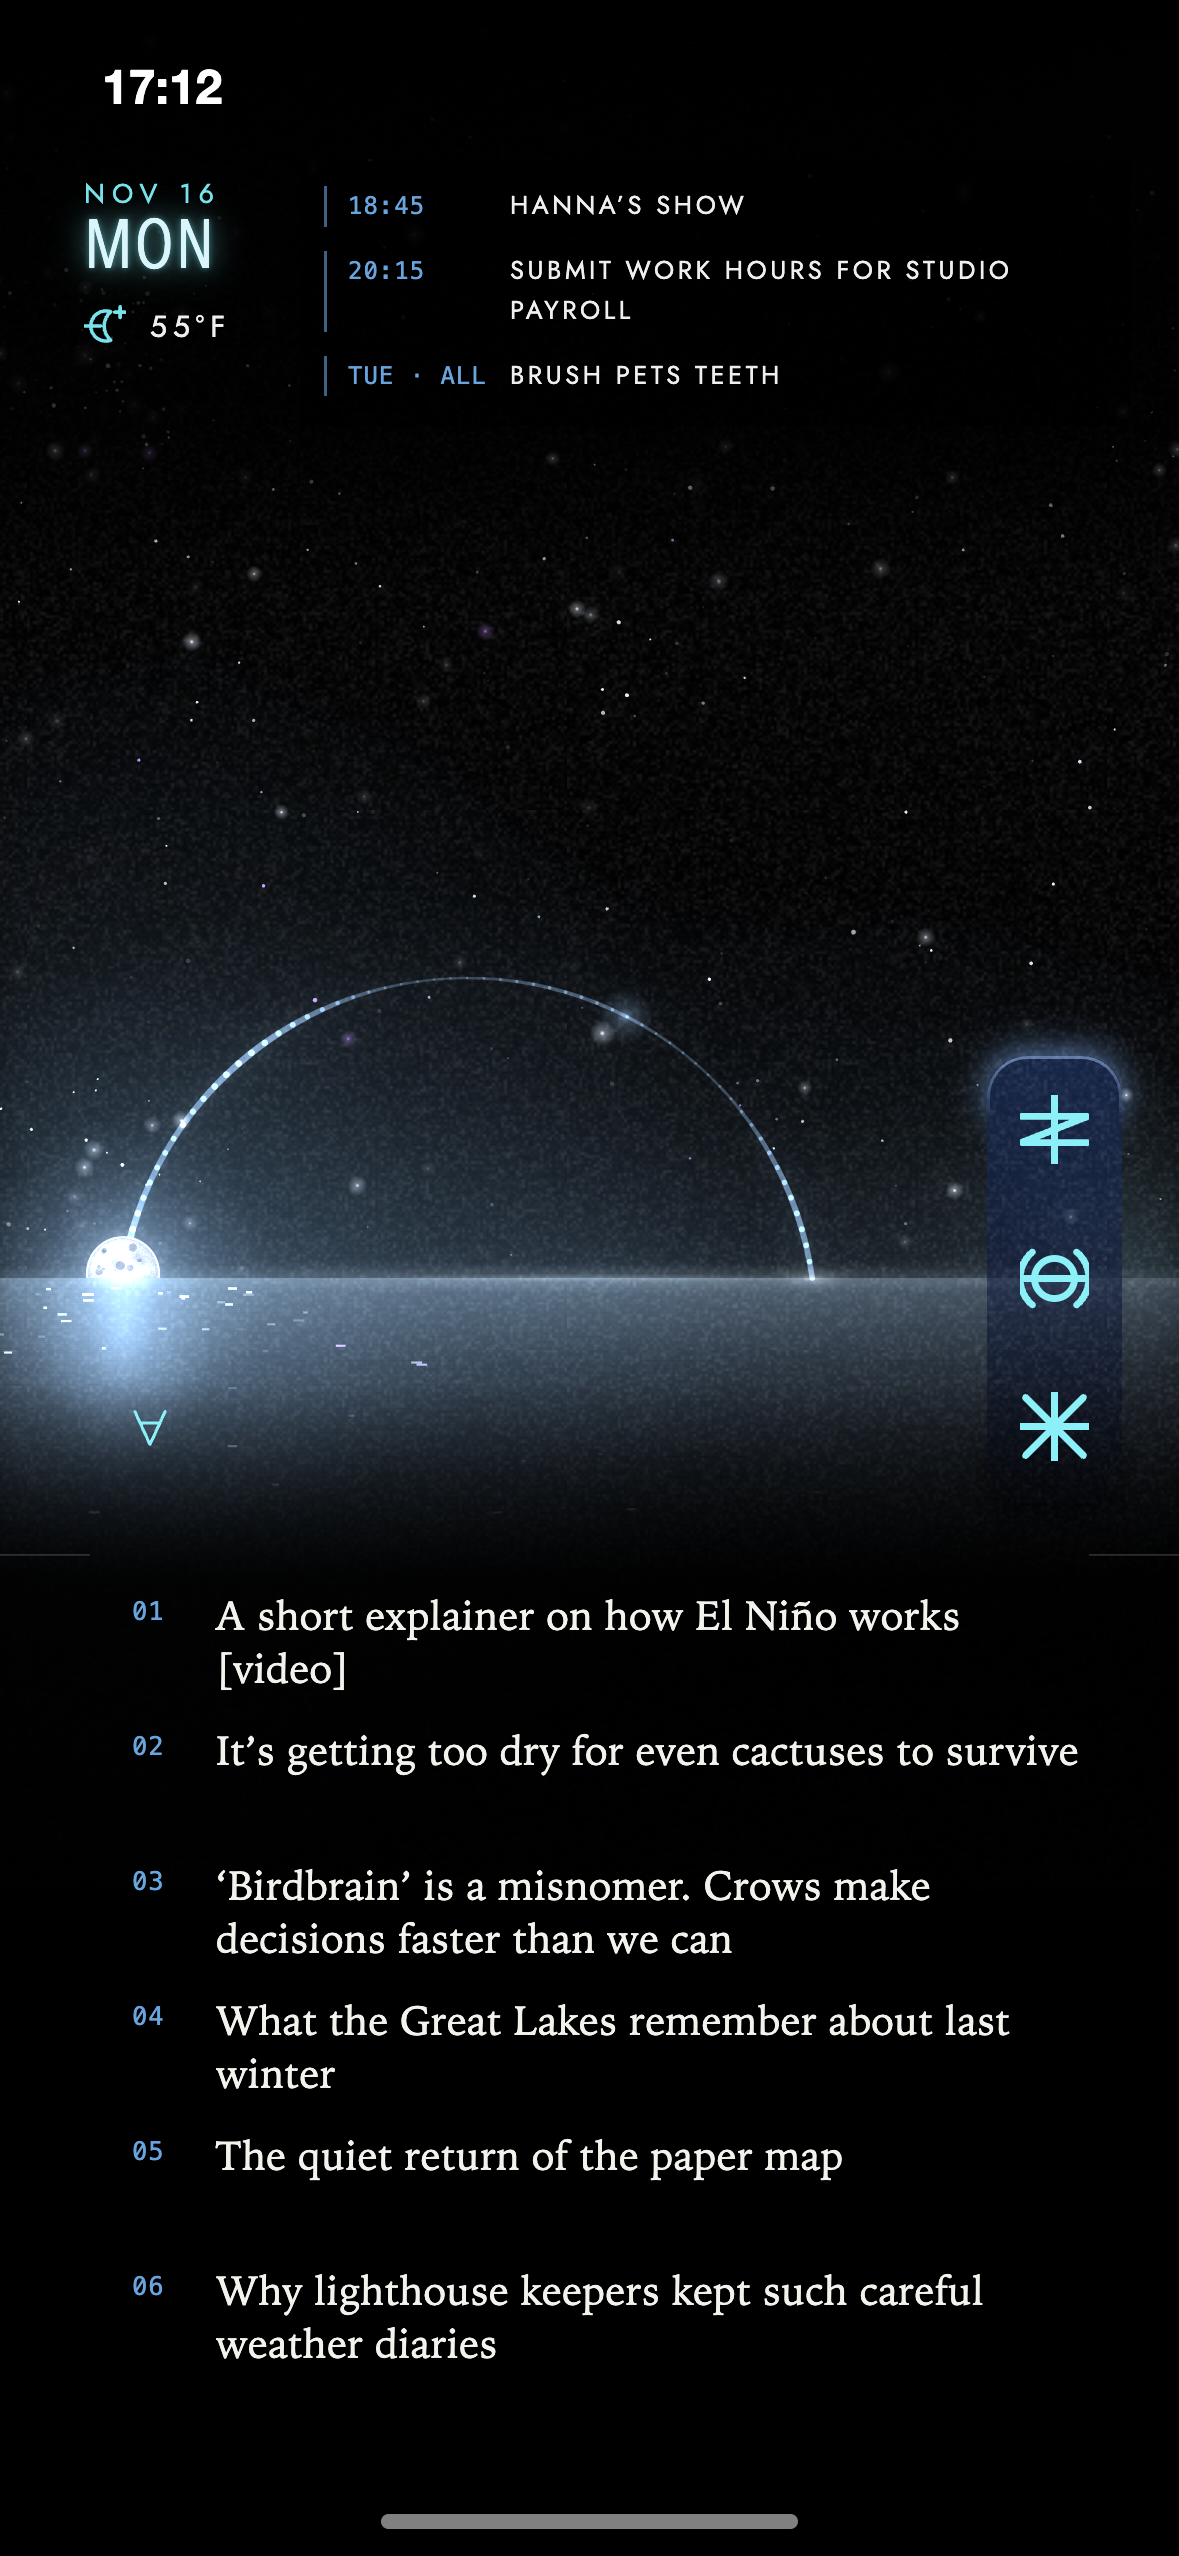 17:12
NOV 16
MON
55°F
18:45 HANNA’S SHOW
20:15 SUBMIT WORK HOURS FOR STUDIO
PAYROLL
TUE · ALL BRUSH PETS TEETH
01 A short explainer on how El Niño works
[video]
02 It’s getting too dry for even cactuses to survive
03 ‘Birdbrain’ is a misnomer. Crows make
decisions faster than we can
04 What the Great Lakes remember about last
winter
05 The quiet return of the paper map
06 Why lighthouse keepers kept such careful
weather diaries